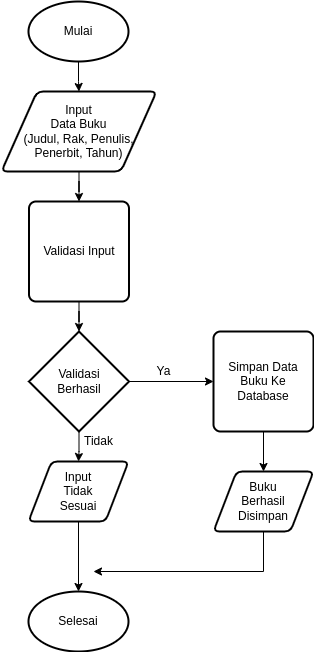 Mulai
Input
Data Buku
(Judul, Rak, Penulis,
Penerbit, Tahun)
Validasi Input
Validasi
Berhasil
Ya
Simpan Data
Buku Ke
Database
Tidak
Input
Tidak
Sesuai
Buku
Berhasil
Disimpan
Selesai